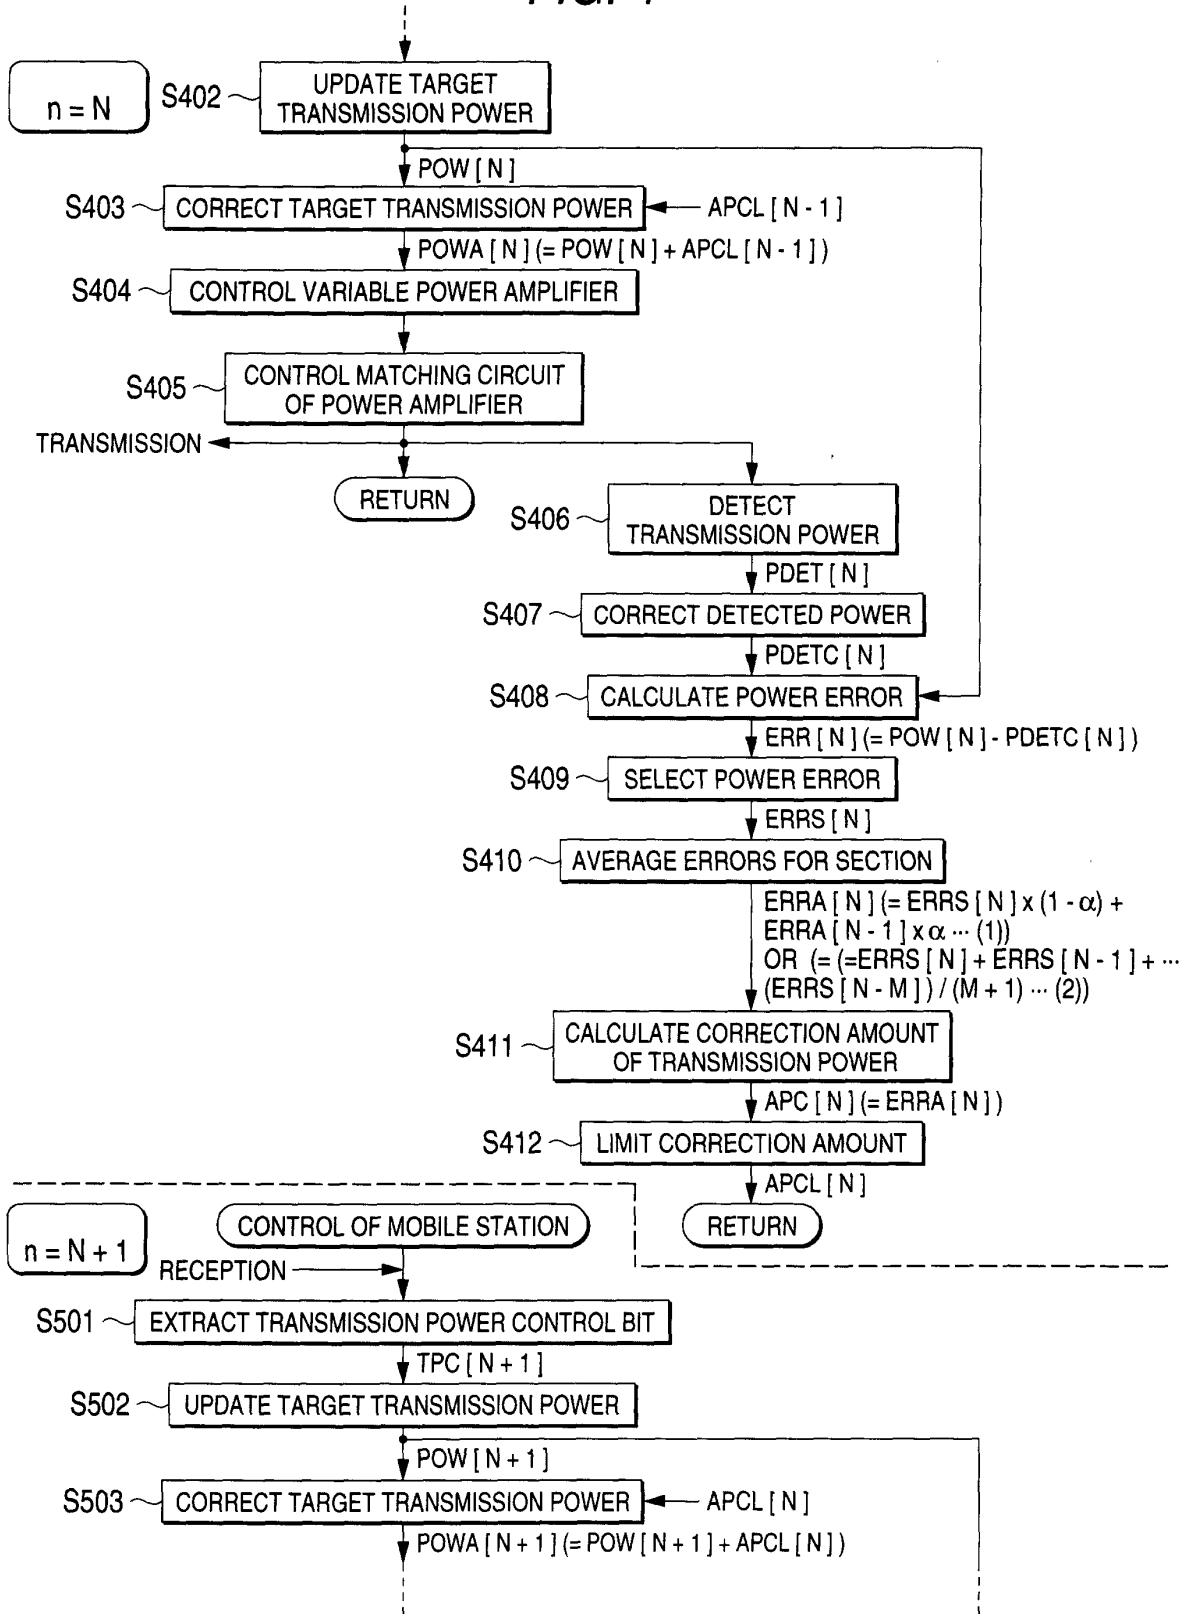 n = N
S402
UPDATE TARGET
TRANSMISSION POWER
POW [ N ]
S403
CORRECT TARGET TRANSMISSION POWER
APCL [ N - 1 ]
POWA [ N ] (= POW [ N ] + APCL [ N - 1 ] )
S404
CONTROL VARIABLE POWER AMPLIFIER
S405
CONTROL MATCHING CIRCUIT
OF POWER AMPLIFIER
TRANSMISSION
RETURN
S406
DETECT
TRANSMISSION POWER
PDET [ N ]
S407
CORRECT DETECTED POWER
PDETC [ N ]
S408
CALCULATE POWER ERROR
ERR [ N ] (= POW [ N ] - PDETC [ N ] )
S409
SELECT POWER ERROR
ERRS [ N ]
S410
AVERAGE ERRORS FOR SECTION
ERRA [ N ] (= ERRS [ N ] x (1 - α) +
ERRA [ N - 1 ] x α ··· (1))
OR (= (=ERRS [ N ] + ERRS [ N - 1 ] + ···
(ERRS [ N - M ] ) / (M + 1) ··· (2))
S411
CALCULATE CORRECTION AMOUNT
OF TRANSMISSION POWER
APC [ N ] (= ERRA [ N ] )
S412
LIMIT CORRECTION AMOUNT
APCL [ N ]
RETURN
n = N + 1
CONTROL OF MOBILE STATION
RECEPTION
S501
EXTRACT TRANSMISSION POWER CONTROL BIT
TPC [ N + 1 ]
S502
UPDATE TARGET TRANSMISSION POWER
POW [ N + 1 ]
S503
CORRECT TARGET TRANSMISSION POWER
APCL [ N ]
POWA [ N + 1 ] (= POW [ N + 1 ] + APCL [ N ] )